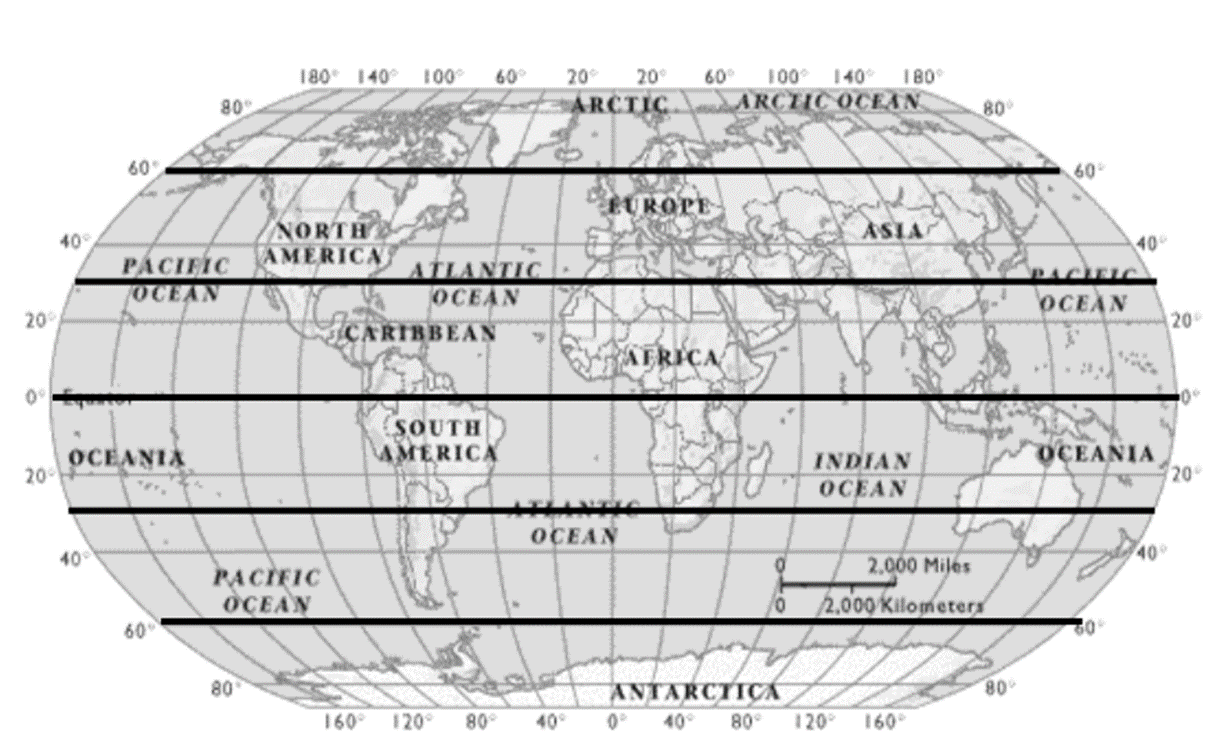 180° 140° 100° 60° 20° 20° 60° 100° 140° 180°
80° ARCTIC ARCTIC OCEAN 80°
60° 60°
EUROPE
NORTH
AMERICA
ASIA
40° 40°
PACIFIC
OCEAN
ATLANTIC
OCEAN
PACIFIC
OCEAN
20° 20°
CARIBBEAN
AFRICA
0° Equator 0°
SOUTH
AMERICA
OCEANIA
OCEANIA
INDIAN
OCEAN
20° 20°
ATLANTIC
OCEAN
40° 40°
0 2,000 Miles
0 2,000 Kilometers
PACIFIC
OCEAN
60° 60°
80° ANTARCTICA 80°
160° 120° 80° 40° 0° 40° 80° 120° 160°